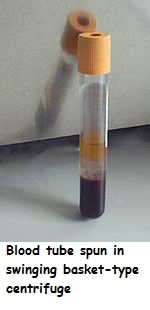 Blood tube spun in
swinging basket-type
centrifuge